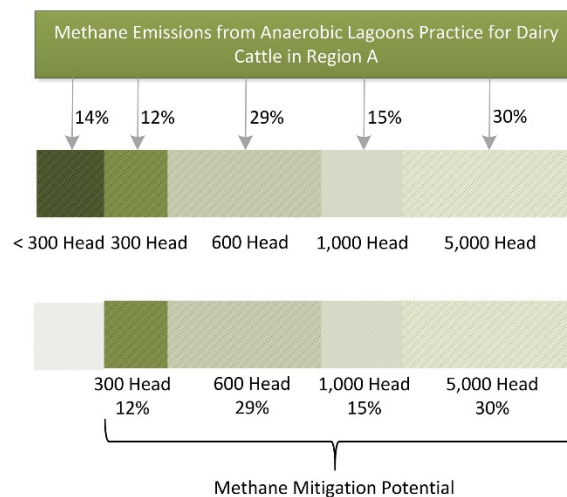 Methane Emissions from Anaerobic Lagoons Practice for Dairy
Cattle in Region A
14% 12% 29% 15% 30%
< 300 Head 300 Head 600 Head 1,000 Head 5,000 Head
300 Head 600 Head 1,000 Head 5,000 Head
12% 29% 15% 30%
Methane Mitigation Potential